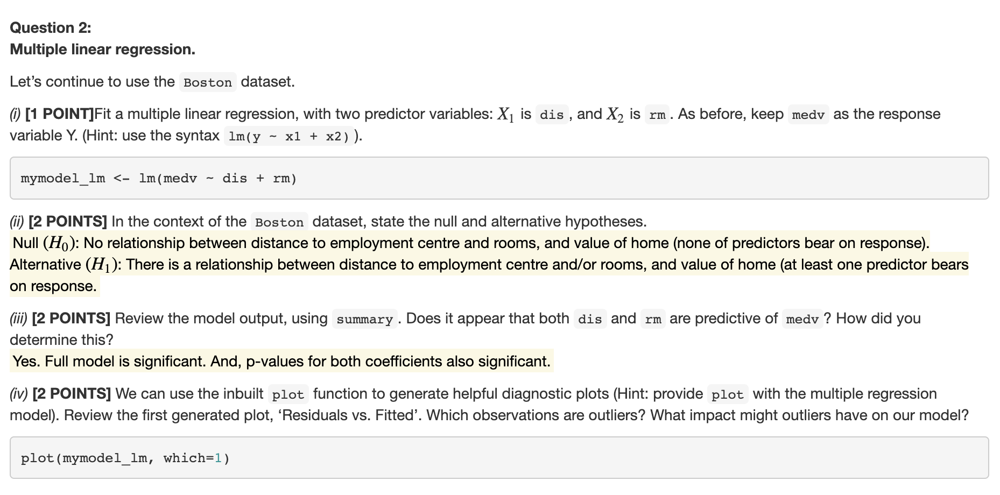 Question 2:
Multiple linear regression.
Let’s continue to use the Boston dataset.
(i) [1 POINT]Fit a multiple linear regression, with two predictor variables: X₁ is dis , and X₂ is rm . As before, keep medv as the response
variable Y. (Hint: use the syntax lm(y ~ x1 + x2) ).
mymodel_lm <- lm(medv ~ dis + rm)
(ii) [2 POINTS] In the context of the Boston dataset, state the null and alternative hypotheses.
Null (H₀): No relationship between distance to employment centre and rooms, and value of home (none of predictors bear on response).
Alternative (H₁): There is a relationship between distance to employment centre and/or rooms, and value of home (at least one predictor bears
on response.
(iii) [2 POINTS] Review the model output, using summary . Does it appear that both dis and rm are predictive of medv ? How did you
determine this?
Yes. Full model is significant. And, p-values for both coefficients also significant.
(iv) [2 POINTS] We can use the inbuilt plot function to generate helpful diagnostic plots (Hint: provide plot with the multiple regression
model). Review the first generated plot, ‘Residuals vs. Fitted’. Which observations are outliers? What impact might outliers have on our model?
plot(mymodel_lm, which=1)